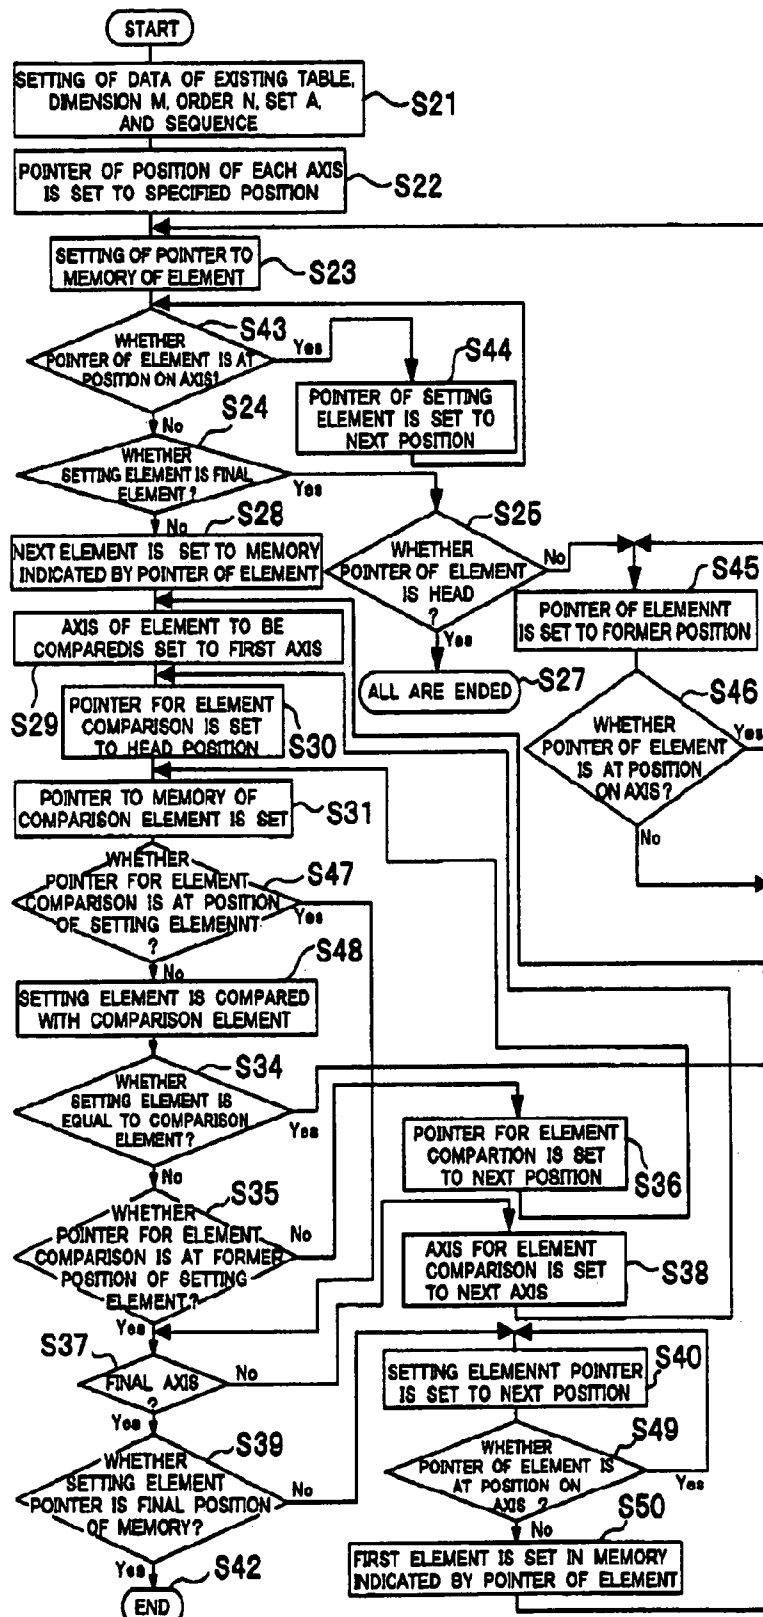 START
SETTING OF DATA OF EXISTING TABLE,
DIMENSION M, ORDER N, SET A,
AND SEQUENCE
S21
POINTER OF POSITION OF EACH AXIS
IS SET TO SPECIFIED POSITION
S22
SETTING OF POINTER TO
MEMORY OF ELEMENT
S23
WHETHER
POINTER OF ELEMENT IS AT
POSITION ON AXIS?
S43
Yes
No
POINTER OF SETTING
ELEMENT IS SET TO
NEXT POSITION
S44
WHETHER
SETTING ELEMENT IS FINAL
ELEMENT?
S24
Yes
No
WHETHER
POINTER OF ELEMENT
IS HEAD
?
S25
No
Yes
ALL ARE ENDED
S27
NEXT ELEMENT IS SET TO MEMORY
INDICATED BY POINTER OF ELEMENT
S28
POINTER OF ELEMENNT
IS SET TO FORMER POSITION
S45
WHETHER
POINTER OF ELEMENT
IS AT POSITION
ON AXIS?
S46
Yes
No
AXIS OF ELEMENT TO BE
COMPAREDIS SET TO FIRST AXIS
S29
POINTER FOR ELEMENT
COMPARISON IS SET
TO HEAD POSITION
S30
POINTER TO MEMORY OF
COMPARISON ELEMENT IS SET
S31
WHETHER
POINTER FOR ELEMENT
COMPARISON IS AT POSITION
OF SETTING ELEMENNT
?
S47
Yes
No
SETTING ELEMENT IS COMPARED
WITH COMPARISON ELEMENT
S48
WHETHER
SETTING ELEMENT IS
EQUAL TO COMPARISON
ELEMENT?
S34
Yes
No
WHETHER
POINTER FOR ELEMENT
COMPARISON IS AT FORMER
POSITION OF SETTING
ELEMENT?
S35
No
Yes
POINTER FOR ELEMENT
COMPARTION IS SET
TO NEXT POSITION
S36
AXIS FOR ELEMENT
COMPARISON IS SET
TO NEXT AXIS
S38
S37
FINAL AXIS
?
No
Yes
WHETHER
SETTING ELEMENT
POINTER IS FINAL POSITION
OF MEMORY?
S39
No
Yes
SETTING ELEMENNT POINTER
IS SET TO NEXT POSITION
S40
WHETHER
POINTER OF ELEMENT IS
AT POSITION ON
AXIS ?
S49
Yes
No
FIRST ELEMENT IS SET IN MEMORY
INDICATED BY POINTER OF ELEMENT
S50
END
S42